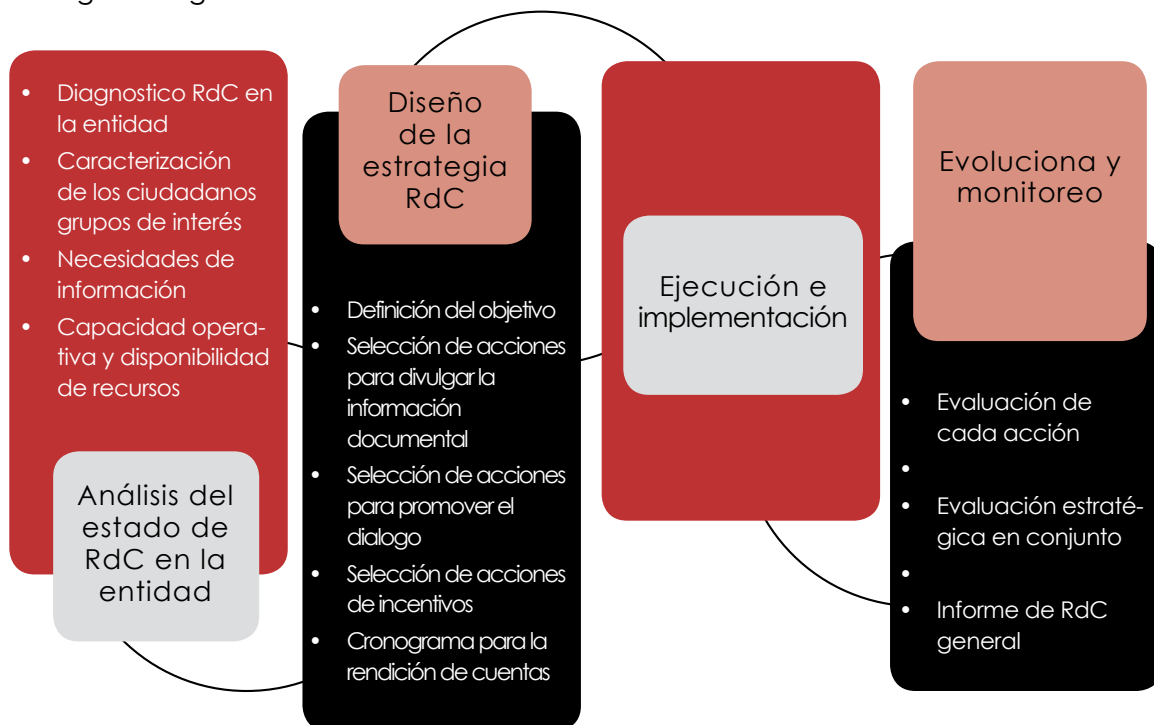 • Diagnostico RdC en
la entidad
• Caracterización
de los ciudadanos
grupos de interés
• Necesidades de
información
• Capacidad opera-
tiva y disponibilidad
de recursos
Análisis del
estado de
RdC en la
entidad
Diseño
de la
estrategia
RdC
• Definición del objetivo
• Selección de acciones
para divulgar la
información
documental
• Selección de acciones
para promover el
dialogo
• Selección de acciones
de incentivos
• Cronograma para la
rendición de cuentas
Ejecución e
implementación
Evoluciona y
monitoreo
• Evaluación de
cada acción
•
• Evaluación estraté-
gica en conjunto
•
• Informe de RdC
general